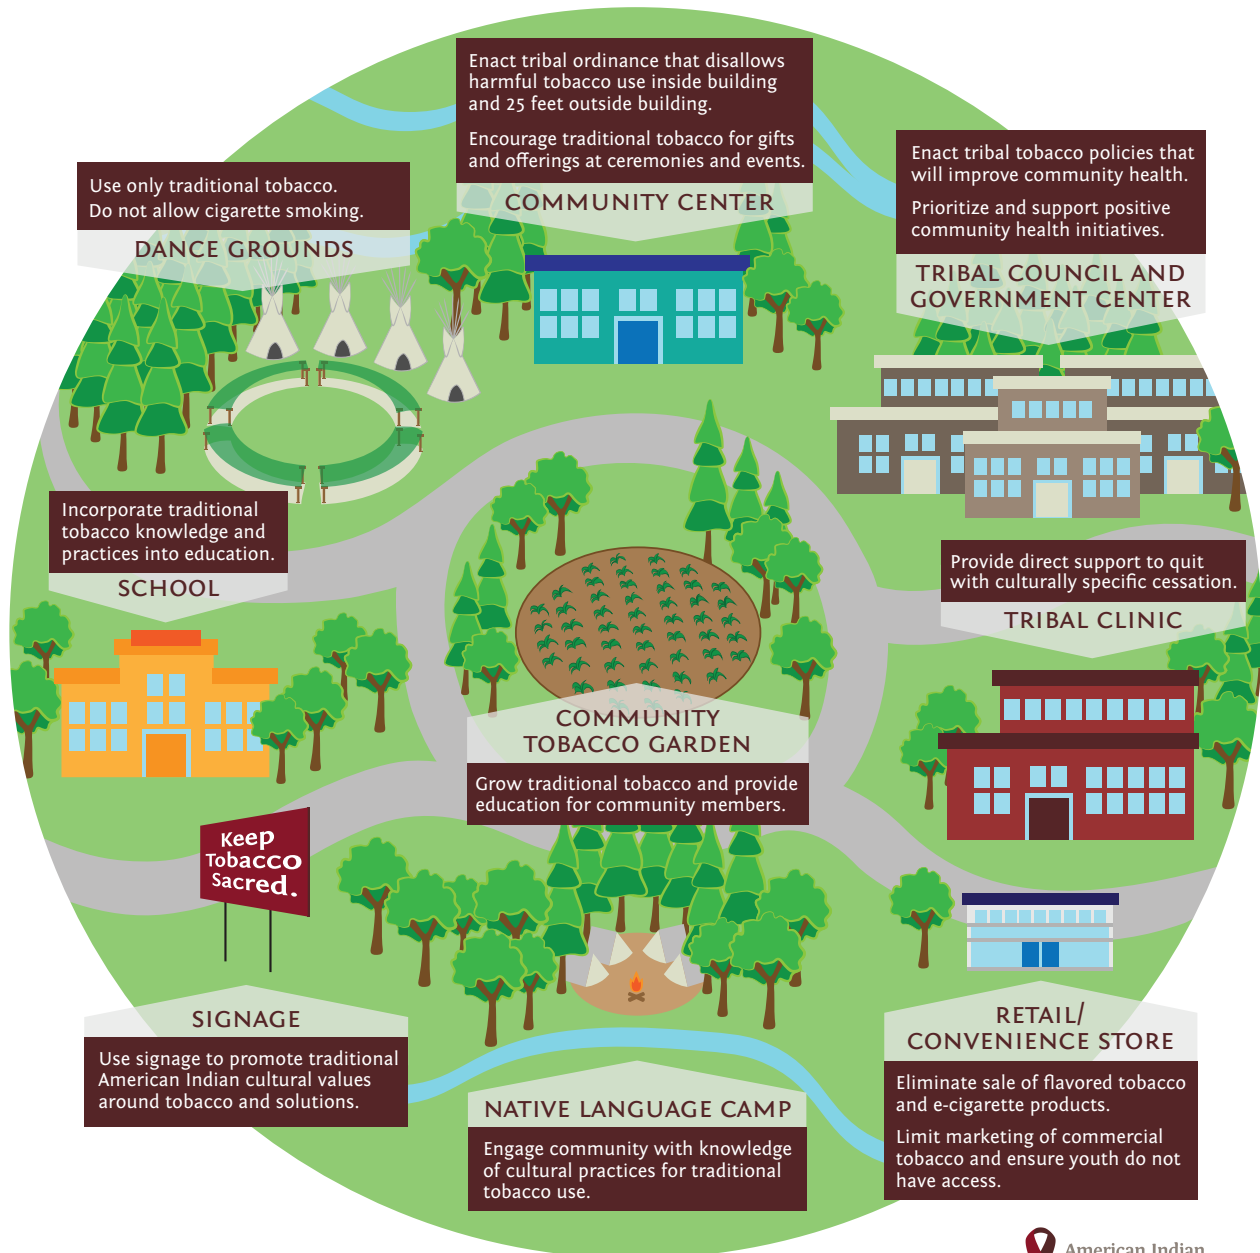 Enact tribal ordinance that disallows
harmful tobacco use inside building
and 25 feet outside building.
Encourage traditional tobacco for gifts
and offerings at ceremonies and events.
COMMUNITY CENTER
Use only traditional tobacco.
Do not allow cigarette smoking.
DANCE GROUNDS
Enact tribal tobacco policies that
will improve community health.
Prioritize and support positive
community health initiatives.
TRIBAL COUNCIL AND
GOVERNMENT CENTER
Incorporate traditional
tobacco knowledge and
practices into education.
SCHOOL
Provide direct support to quit
with culturally specific cessation.
TRIBAL CLINIC
COMMUNITY
TOBACCO GARDEN
Grow traditional tobacco and provide
education for community members.
Keep
Tobacco
Sacred.
SIGNAGE
Use signage to promote traditional
American Indian cultural values
around tobacco and solutions.
NATIVE LANGUAGE CAMP
Engage community with knowledge
of cultural practices for traditional
tobacco use.
RETAIL/
CONVENIENCE STORE
Eliminate sale of flavored tobacco
and e-cigarette products.
Limit marketing of commercial
tobacco and ensure youth do not
have access.
American Indian